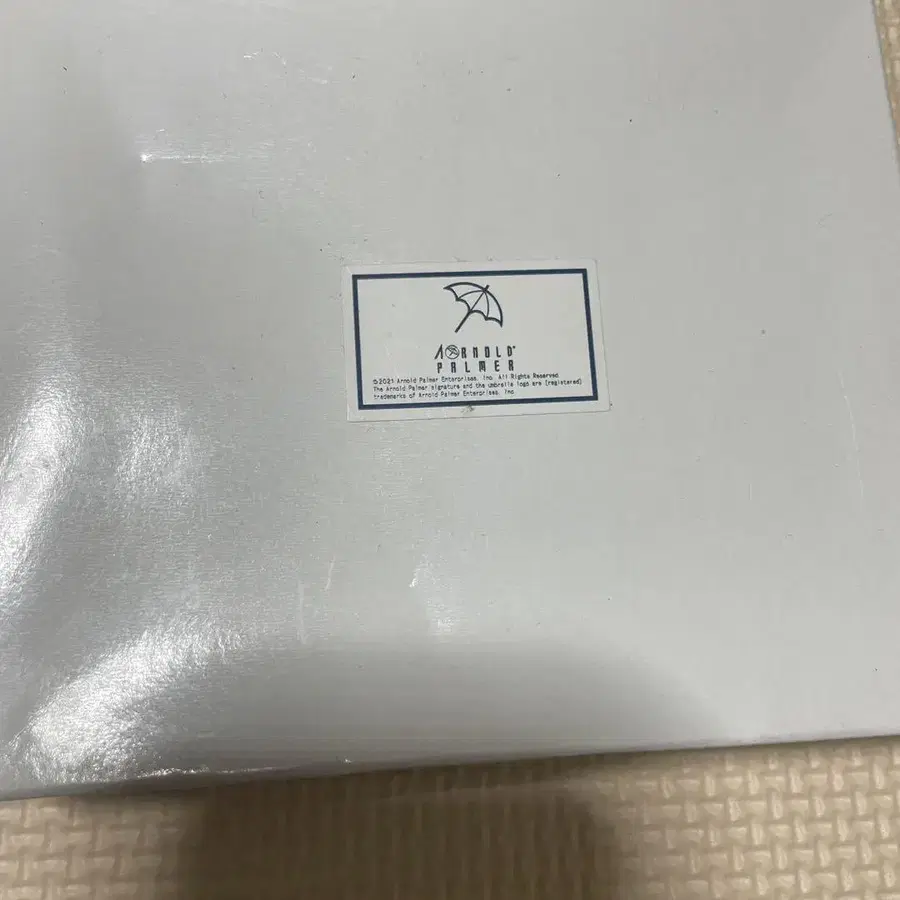 ARNOLD®
PALMER
©2021 Arnold Palmer Enterprises, Inc. All Rights Reserved
The Arnold Palmer signature and the umbrella logo are (registered)
trademarks of Arnold Palmer Enterprises, Inc.